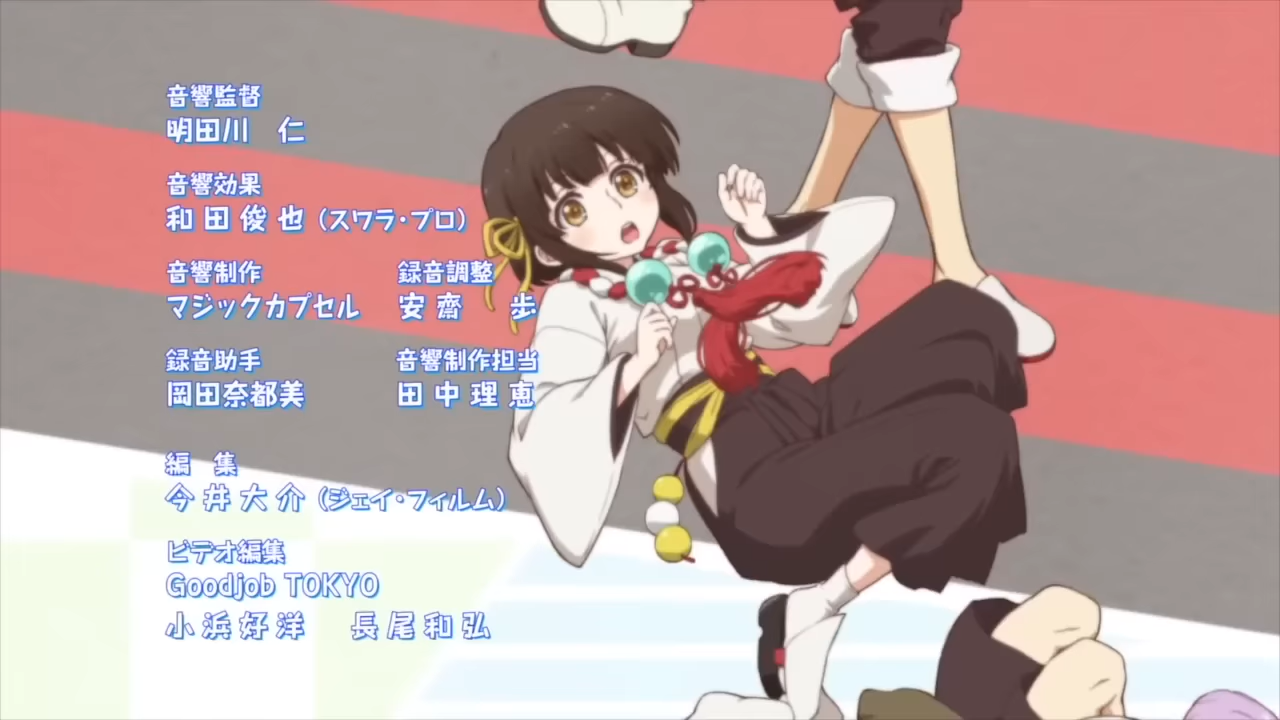 音響監督
明田川 仁
音響効果
和田俊也(スワラ・プロ)
音響制作 録音調整
マジックカプセル 安齋 歩
録音助手 音響制作担当
岡田奈都美 田中理恵
編 集
今井大介(ジェイ・フィルム)
ビデオ編集
Goodjob TOKYO
小浜好洋 長尾和弘